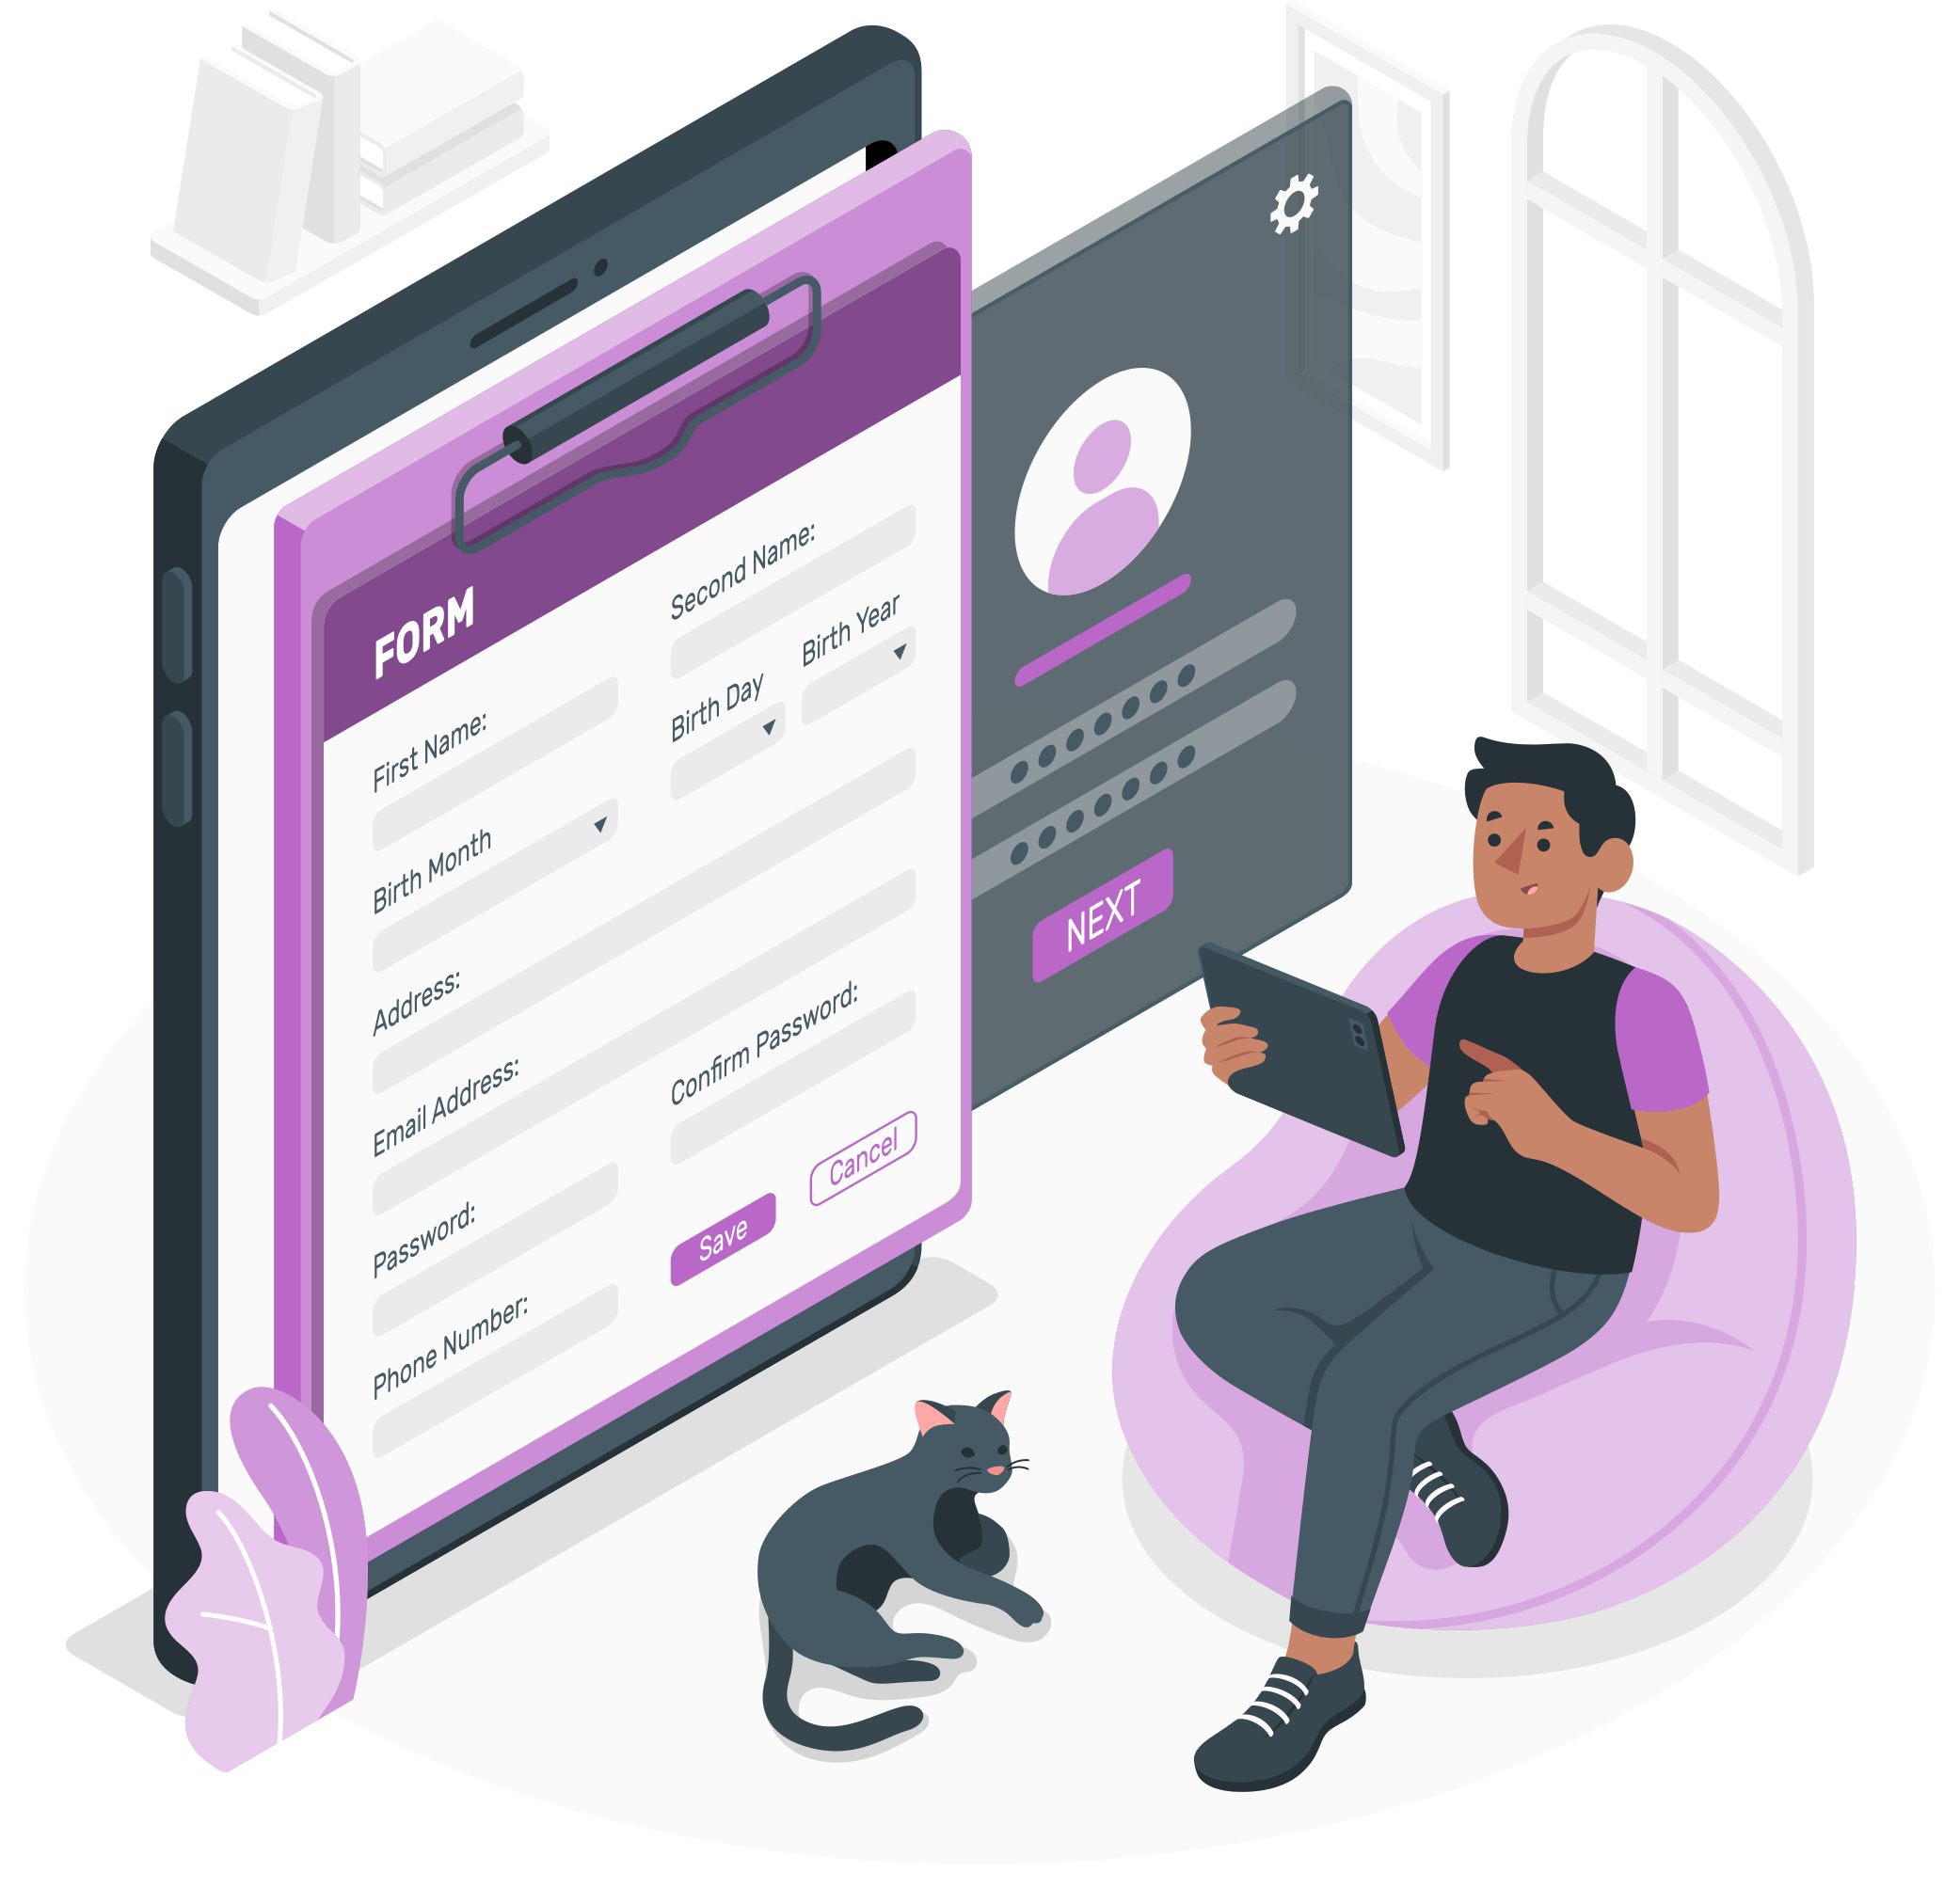 FORM
First Name:
Second Name:
Birth Month
Birth Day
Birth Year
Address:
Email Address:
Password:
Confirm Password:
Phone Number:
Save
Cancel
NEXT